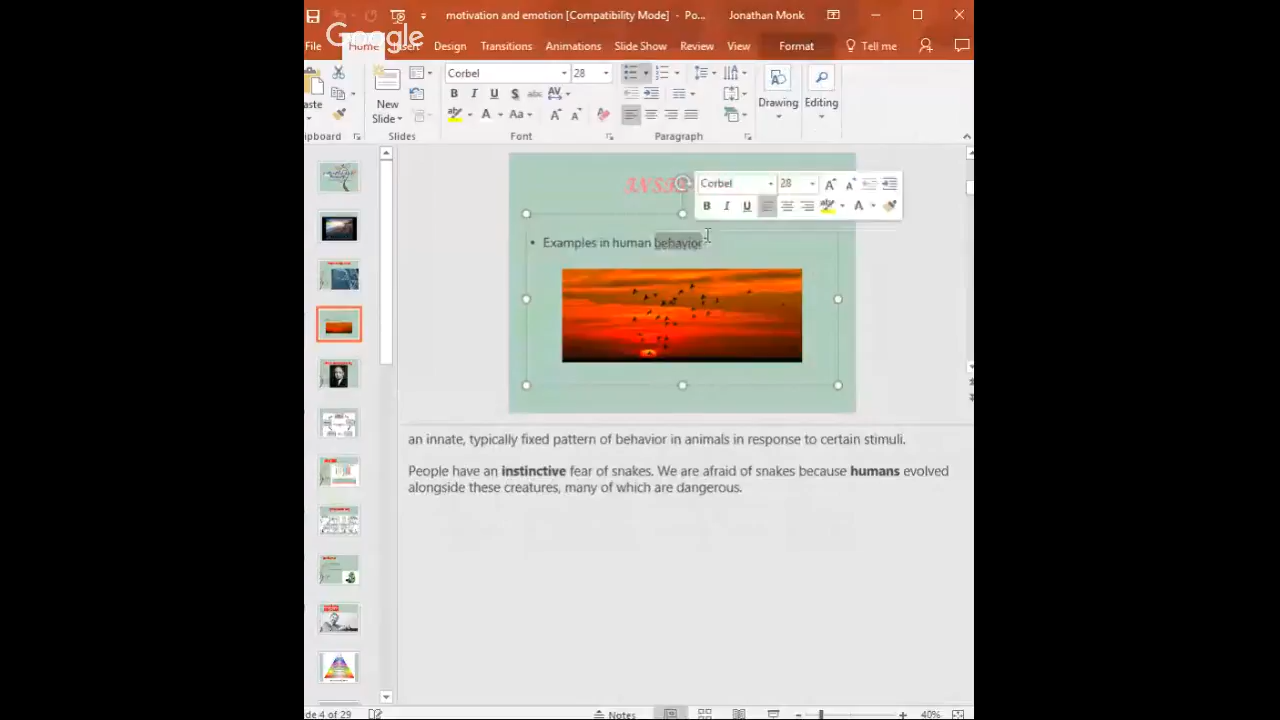 motivation and emotion [Compatibility Mode] - Po... Jonathan Monk
Google
File Home Insert Design Transitions Animations Slide Show Review View Format Tell me
Corbel 28
New
Slide
Drawing Editing
Slides Font Paragraph
Corbel 28
B I U
• Examples in human behavior
an innate, typically fixed pattern of behavior in animals in response to certain stimuli.
People have an instinctive fear of snakes. We are afraid of snakes because humans evolved
alongside these creatures, many of which are dangerous.
de 4 of 29 Notes 40%